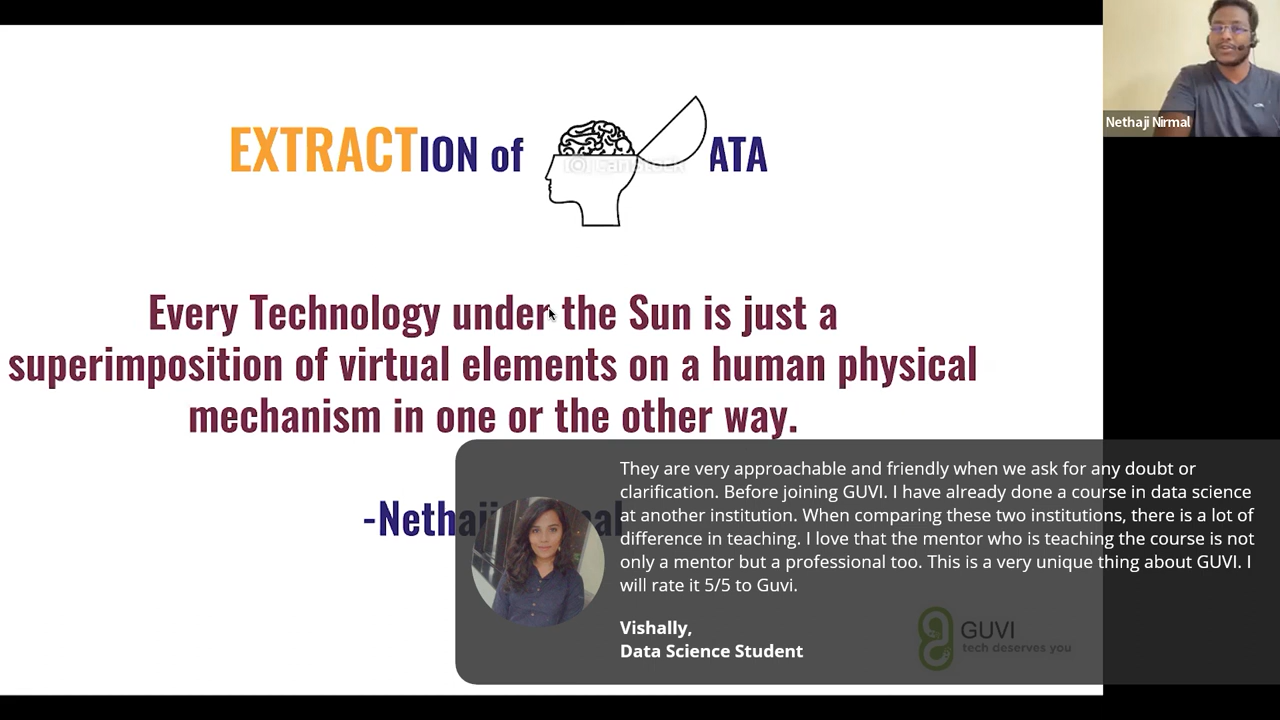 EXTRACTION of ATA
CanStock
Nethaji Nirmal
Every Technology under the Sun is just a
superimposition of virtual elements on a human physical
mechanism in one or the other way.
-Nethaji Nirmal
They are very approachable and friendly when we ask for any doubt or
clarification. Before joining GUVI. I have already done a course in data science
at another institution. When comparing these two institutions, there is a lot of
difference in teaching. I love that the mentor who is teaching the course is not
only a mentor but a professional too. This is a very unique thing about GUVI. I
will rate it 5/5 to Guvi.
Vishally,
Data Science Student
GUVI
tech deserves you